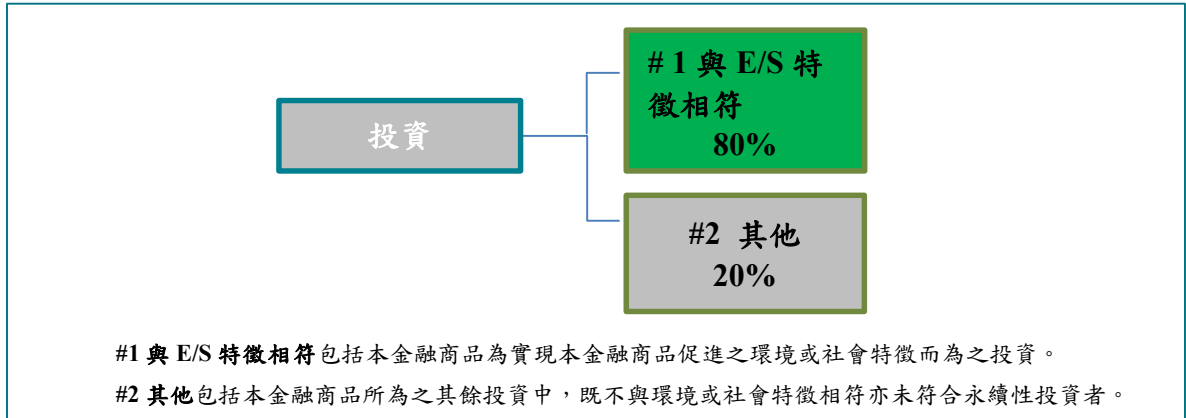 投資
# 1 與 E/S 特
徵相符
80%
#2 其他
20%
#1 與 E/S 特徵相符包括本金融商品為實現本金融商品促進之環境或社會特徵而為之投資。
#2 其他包括本金融商品所為之其餘投資中，既不與環境或社會特徵相符亦未符合永續性投資者。